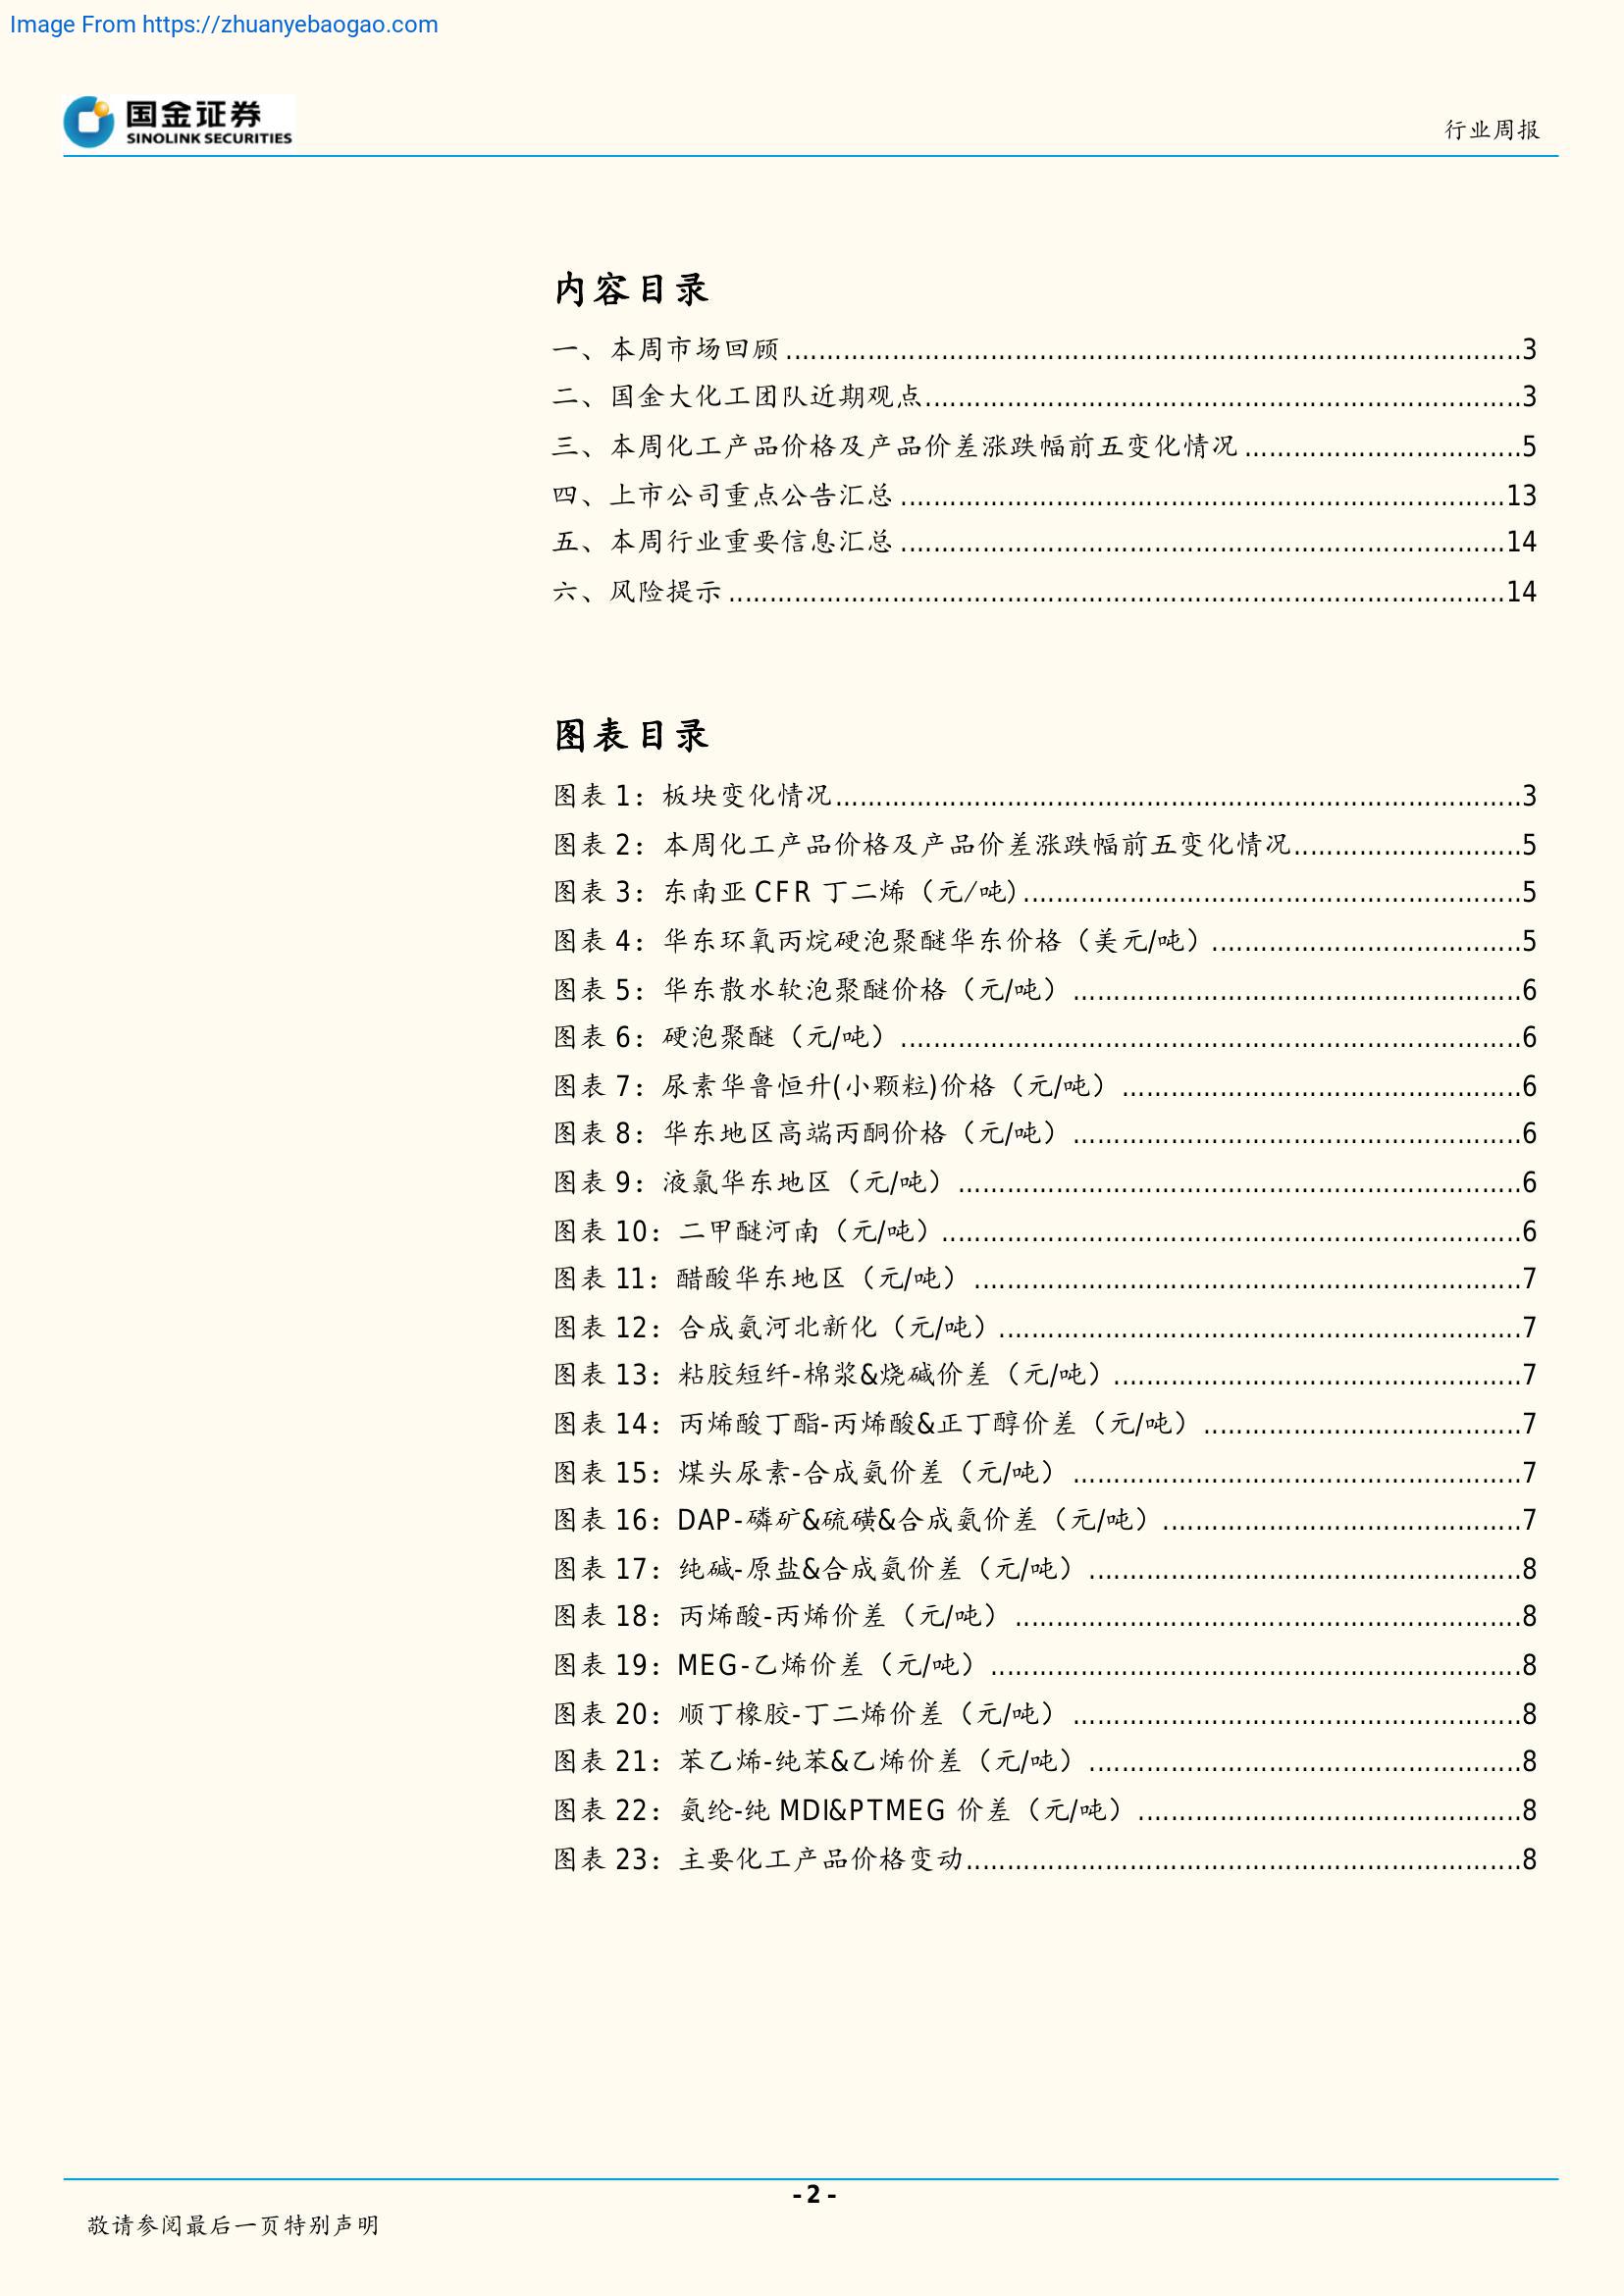 Image From https://zhuanyebaogao.com
国金证券
SINOLINK SECURITIES
行业周报
内容目录
一、本周市场回顾 ........................................................................................3
二、国金大化工团队近期观点........................................................................3
三、本周化工产品价格及产品价差涨跌幅前五变化情况 ..................................5
四、上市公司重点公告汇总 ..........................................................................13
五、本周行业重要信息汇总 ..........................................................................14
六、风险提示 ...............................................................................................14
图表目录
图表 1：板块变化情况...................................................................................3
图表 2：本周化工产品价格及产品价差涨跌幅前五变化情况............................5
图表 3：东南亚 CFR 丁二烯（元/吨)............................................................5
图表 4：华东环氧丙烷硬泡聚醚华东价格（美元/吨）......................................5
图表 5：华东散水软泡聚醚价格（元/吨） ......................................................6
图表 6：硬泡聚醚（元/吨） ...........................................................................6
图表 7：尿素华鲁恒升(小颗粒)价格（元/吨） ................................................6
图表 8：华东地区高端丙酮价格（元/吨） ......................................................6
图表 9：液氯华东地区（元/吨） ....................................................................6
图表 10：二甲醚河南（元/吨）......................................................................6
图表 11：醋酸华东地区（元/吨） ..................................................................7
图表 12：合成氨河北新化（元/吨）...............................................................7
图表 13：粘胶短纤-棉浆&烧碱价差（元/吨）.................................................7
图表 14：丙烯酸丁酯-丙烯酸&正丁醇价差（元/吨） ......................................7
图表 15：煤头尿素-合成氨价差（元/吨） ......................................................7
图表 16：DAP-磷矿&硫磺&合成氨价差（元/吨）...........................................7
图表 17：纯碱-原盐&合成氨价差（元/吨）....................................................8
图表 18：丙烯酸-丙烯价差（元/吨） .............................................................8
图表 19：MEG-乙烯价差（元/吨）................................................................8
图表 20：顺丁橡胶-丁二烯价差（元/吨） ......................................................8
图表 21：苯乙烯-纯苯&乙烯价差（元/吨）....................................................8
图表 22：氨纶-纯 MDI&PTMEG 价差（元/吨）..............................................8
图表 23：主要化工产品价格变动...................................................................8
- 2 -
敬请参阅最后一页特别声明